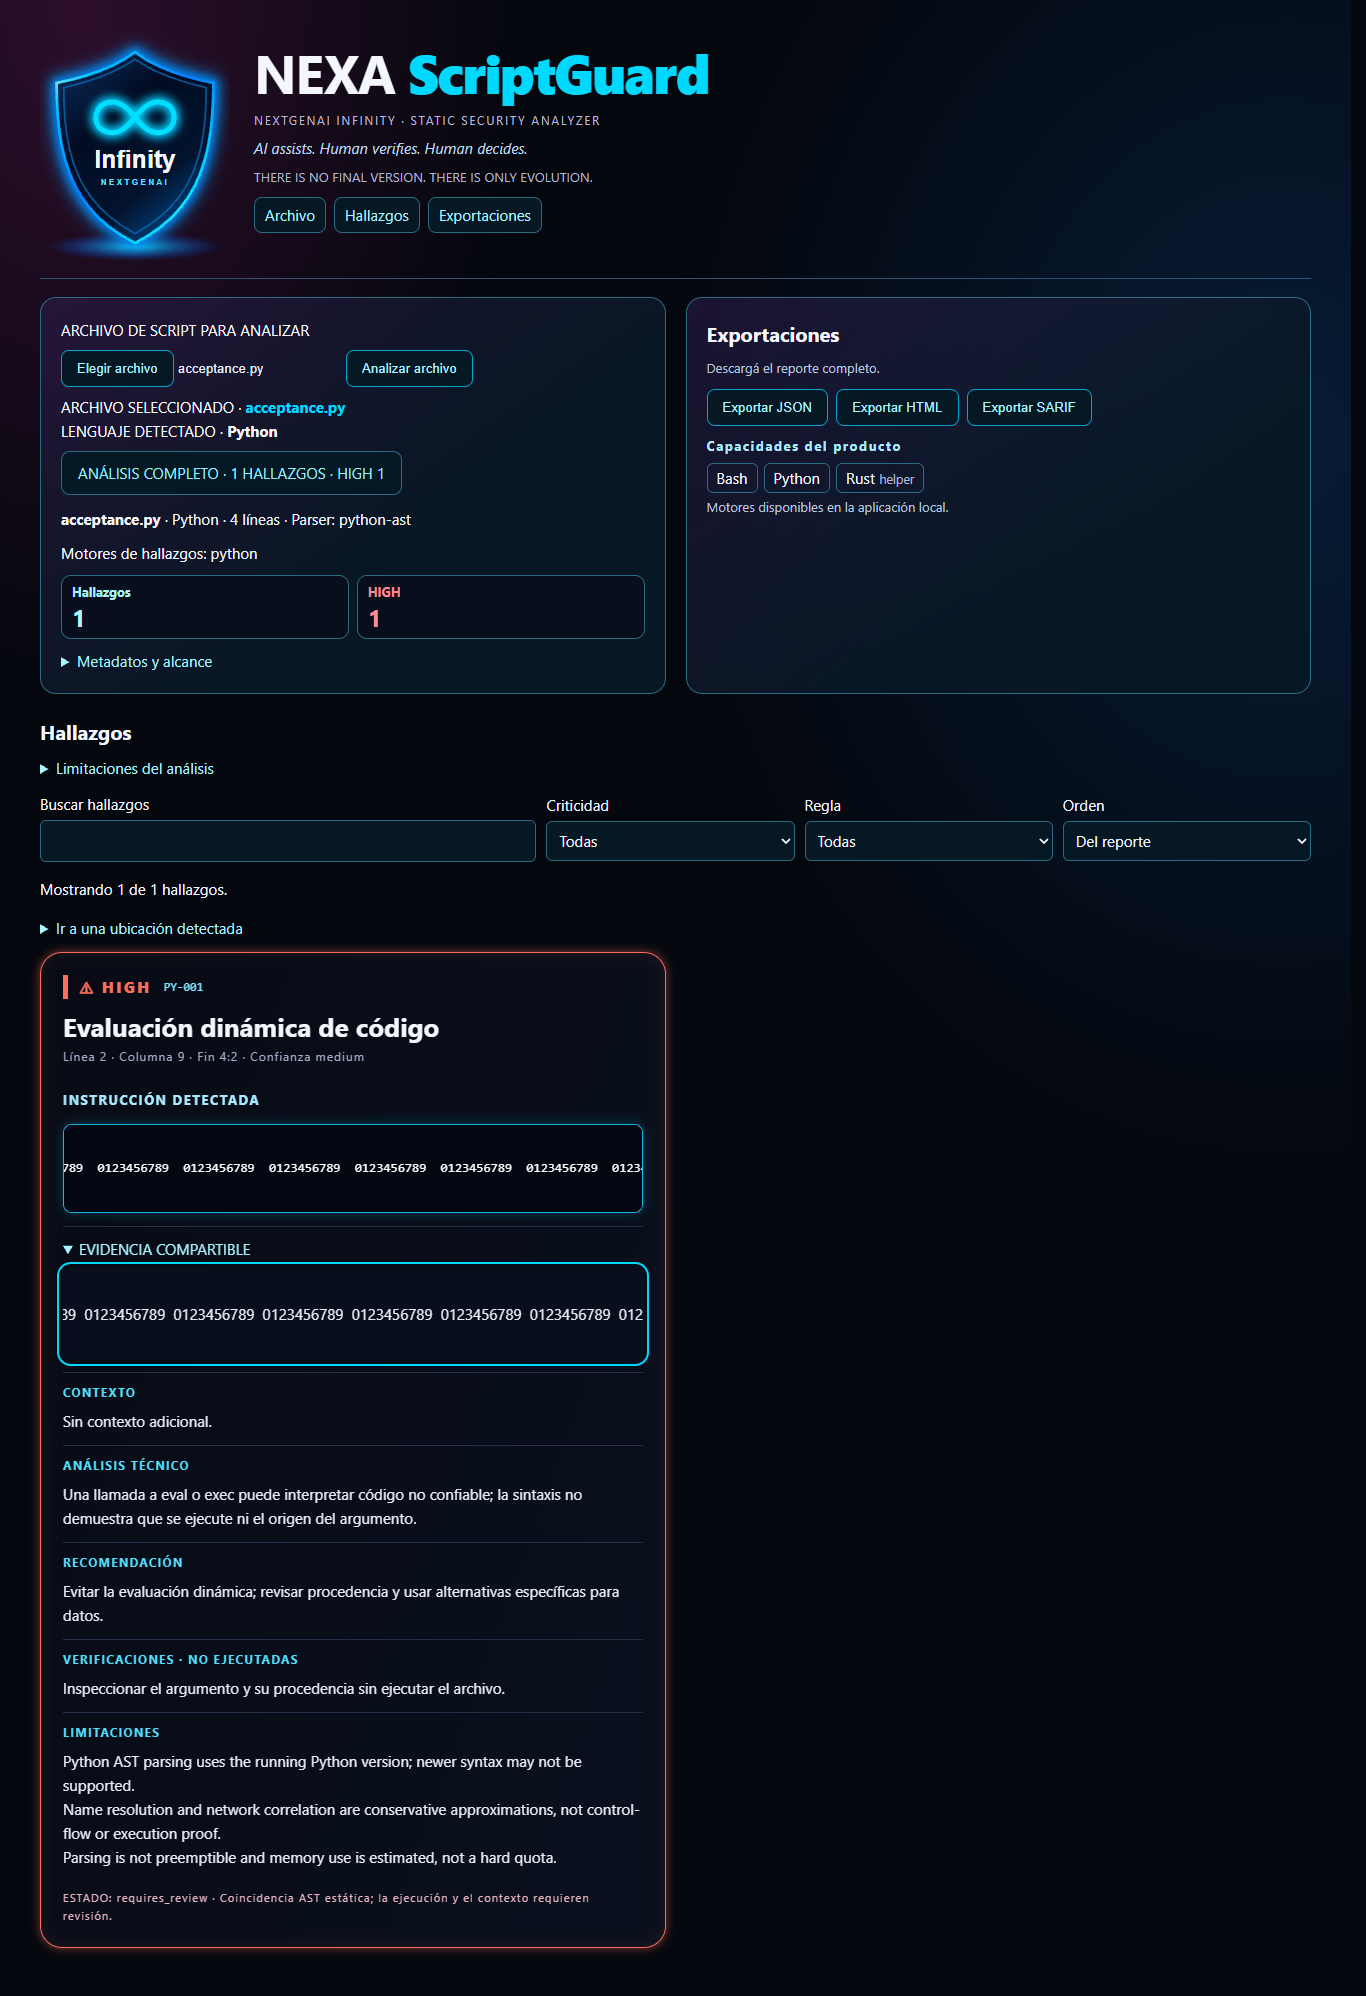 Infinity
NEXTGENAI
NEXA ScriptGuard
NEXTGENAI INFINITY · STATIC SECURITY ANALYZER
AI assists. Human verifies. Human decides.
THERE IS NO FINAL VERSION. THERE IS ONLY EVOLUTION.
Archivo
Hallazgos
Exportaciones
ARCHIVO DE SCRIPT PARA ANALIZAR
Elegir archivo
acceptance.py
Analizar archivo
ARCHIVO SELECCIONADO · acceptance.py
LENGUAJE DETECTADO · Python
ANÁLISIS COMPLETO · 1 HALLAZGOS · HIGH 1
acceptance.py · Python · 4 líneas · Parser: python-ast
Motores de hallazgos: python
Hallazgos
1
HIGH
1
Metadatos y alcance
Exportaciones
Descargá el reporte completo.
Exportar JSON
Exportar HTML
Exportar SARIF
Capacidades del producto
Bash
Python
Rust helper
Motores disponibles en la aplicación local.
Hallazgos
Limitaciones del análisis
Buscar hallazgos
Criticidad
Todas
Regla
Todas
Orden
Del reporte
Mostrando 1 de 1 hallazgos.
Ir a una ubicación detectada
⚠ HIGH PY-001
Evaluación dinámica de código
Línea 2 · Columna 9 · Fin 4:2 · Confianza medium
INSTRUCCIÓN DETECTADA
789 0123456789 0123456789 0123456789 0123456789 0123456789 0123456789 0123
EVIDENCIA COMPARTIBLE
89 0123456789 0123456789 0123456789 0123456789 0123456789 0123456789 012
CONTEXTO
Sin contexto adicional.
ANÁLISIS TÉCNICO
Una llamada a eval o exec puede interpretar código no confiable; la sintaxis no
demuestra que se ejecute ni el origen del argumento.
RECOMENDACIÓN
Evitar la evaluación dinámica; revisar procedencia y usar alternativas específicas para
datos.
VERIFICACIONES · NO EJECUTADAS
Inspeccionar el argumento y su procedencia sin ejecutar el archivo.
LIMITACIONES
Python AST parsing uses the running Python version; newer syntax may not be
supported.
Name resolution and network correlation are conservative approximations, not control-
flow or execution proof.
Parsing is not preemptible and memory use is estimated, not a hard quota.
ESTADO: requires_review · Coincidencia AST estática; la ejecución y el contexto requieren
revisión.